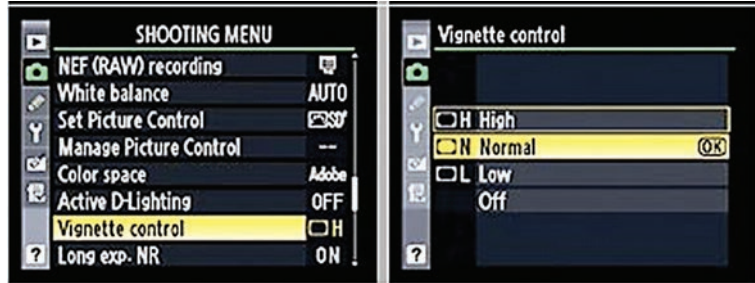 SHOOTING MENU
NEF (RAW) recording
White balance AUTO
Set Picture Control SD
Manage Picture Control --
Color space Adobe
Active D-Lighting OFF
Vignette control H
Long exp. NR ON
?
Vignette control
H High
N Normal OK
L Low
Off
?